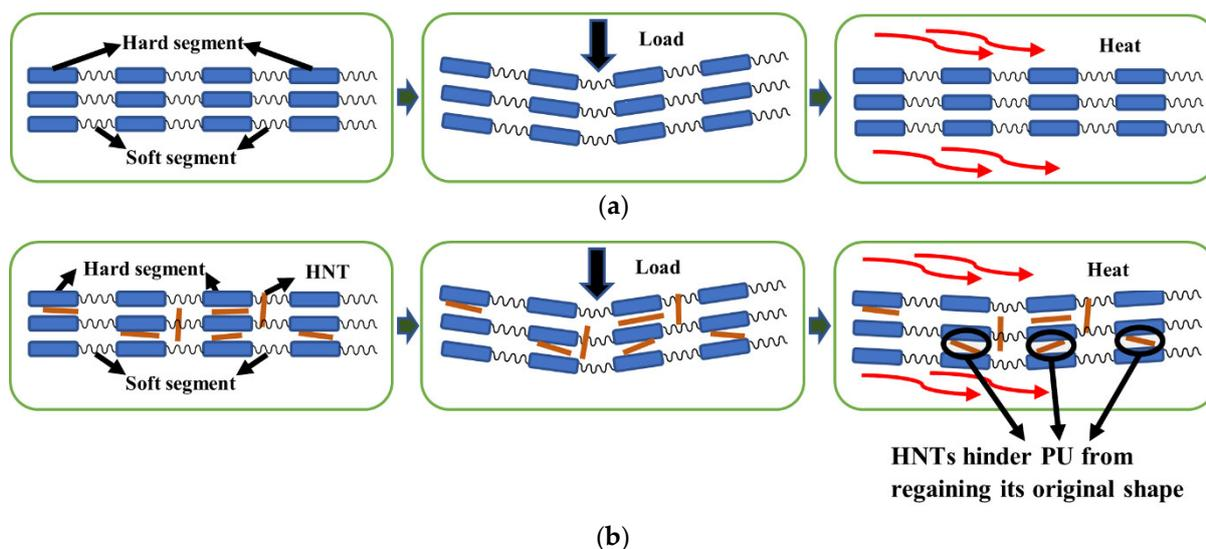 Hard segment
Load
Heat
Soft segment
(a)
Hard segment
HNT
Load
Heat
Soft segment
HNTs hinder PU from
regaining its original shape
(b)